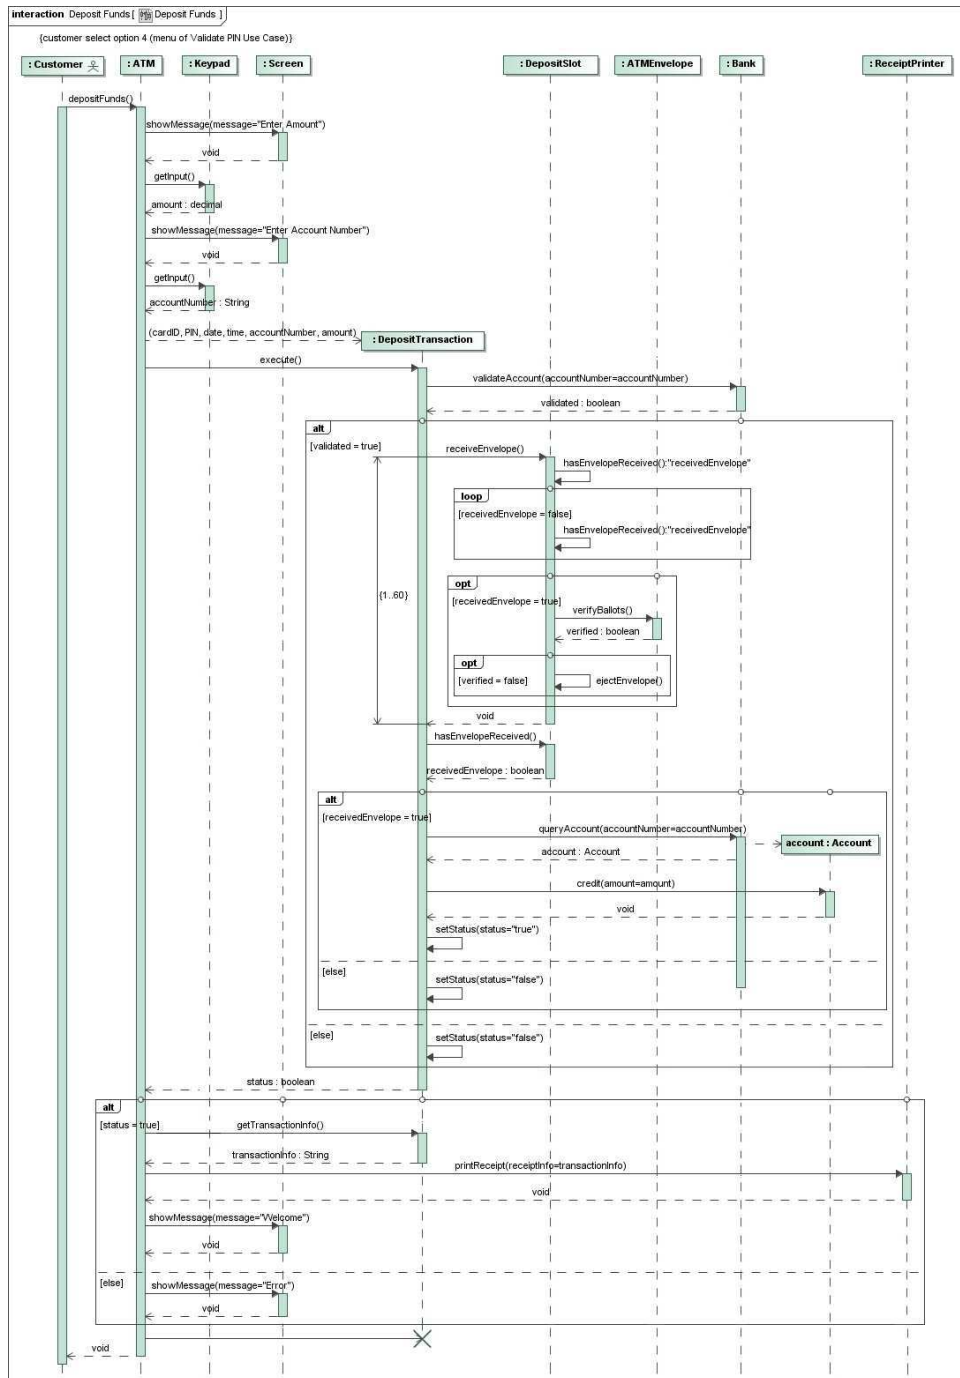 interaction Deposit Funds[ Deposit Funds ]
{customer select option 4 (menu of Validate PIN Use Case)}
: Customer : ATM : Keypad : Screen : DepositSlot : ATMEnvelope : Bank : ReceiptPrinter
depositFunds()
showMessage(message="Enter Amount")
void
getInput()
amount : decimal
showMessage(message="Enter Account Number")
void
getInput()
accountNumber : String
(cardID, PIN, date, time, accountNumber, amount)
: DepositTransaction
execute()
validateAccount(accountNumber=accountNumber)
validated : boolean
alt
[validated = true]
receiveEnvelope()
hasEnvelopeReceived():"receivedEnvelope"
loop
[receivedEnvelope = false]
hasEnvelopeReceived():"receivedEnvelope"
opt
{1..60}
[receivedEnvelope = true]
verifyBallots()
verified : boolean
opt
[verified = false]
ejectEnvelope()
void
hasEnvelopeReceived()
receivedEnvelope : boolean
alt
[receivedEnvelope = true]
queryAccount(accountNumber=accountNumber)
account : Account
account : Account
credit(amount=amount)
void
setStatus(status="true")
[else]
setStatus(status="false")
[else]
setStatus(status="false")
status : boolean
alt
[status = true]
getTransactionInfo()
transactionInfo : String
printReceipt(receiptInfo=transactionInfo)
void
showMessage(message="Welcome")
void
[else]
showMessage(message="Error")
void
void